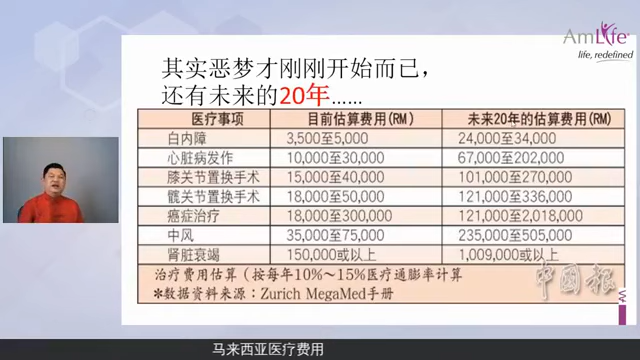 AmLife
life, redefined
其实恶梦才刚刚开始而已，
还有未来的20年……
医疗事项 目前估算费用(RM) 未来20年的估算费用(RM)
白内障 3,500至5,000 24,000至34,000
心脏病发作 10,000至30,000 67,000至202,000
膝关节置换手术 15,000至40,000 101,000至270,000
髋关节置换手术 18,000至50,000 121,000至336,000
癌症治疗 18,000至300,000 121,000至2,018,000
中风 35,000至75,000 235,000至505,000
肾脏衰竭 150,000或以上 1,009,000或以上
治疗费用估算（按每年10%～15%医疗通膨率计算
*数据资料来源：Zurich MegaMed手册
中國報
马来西亚医疗费用